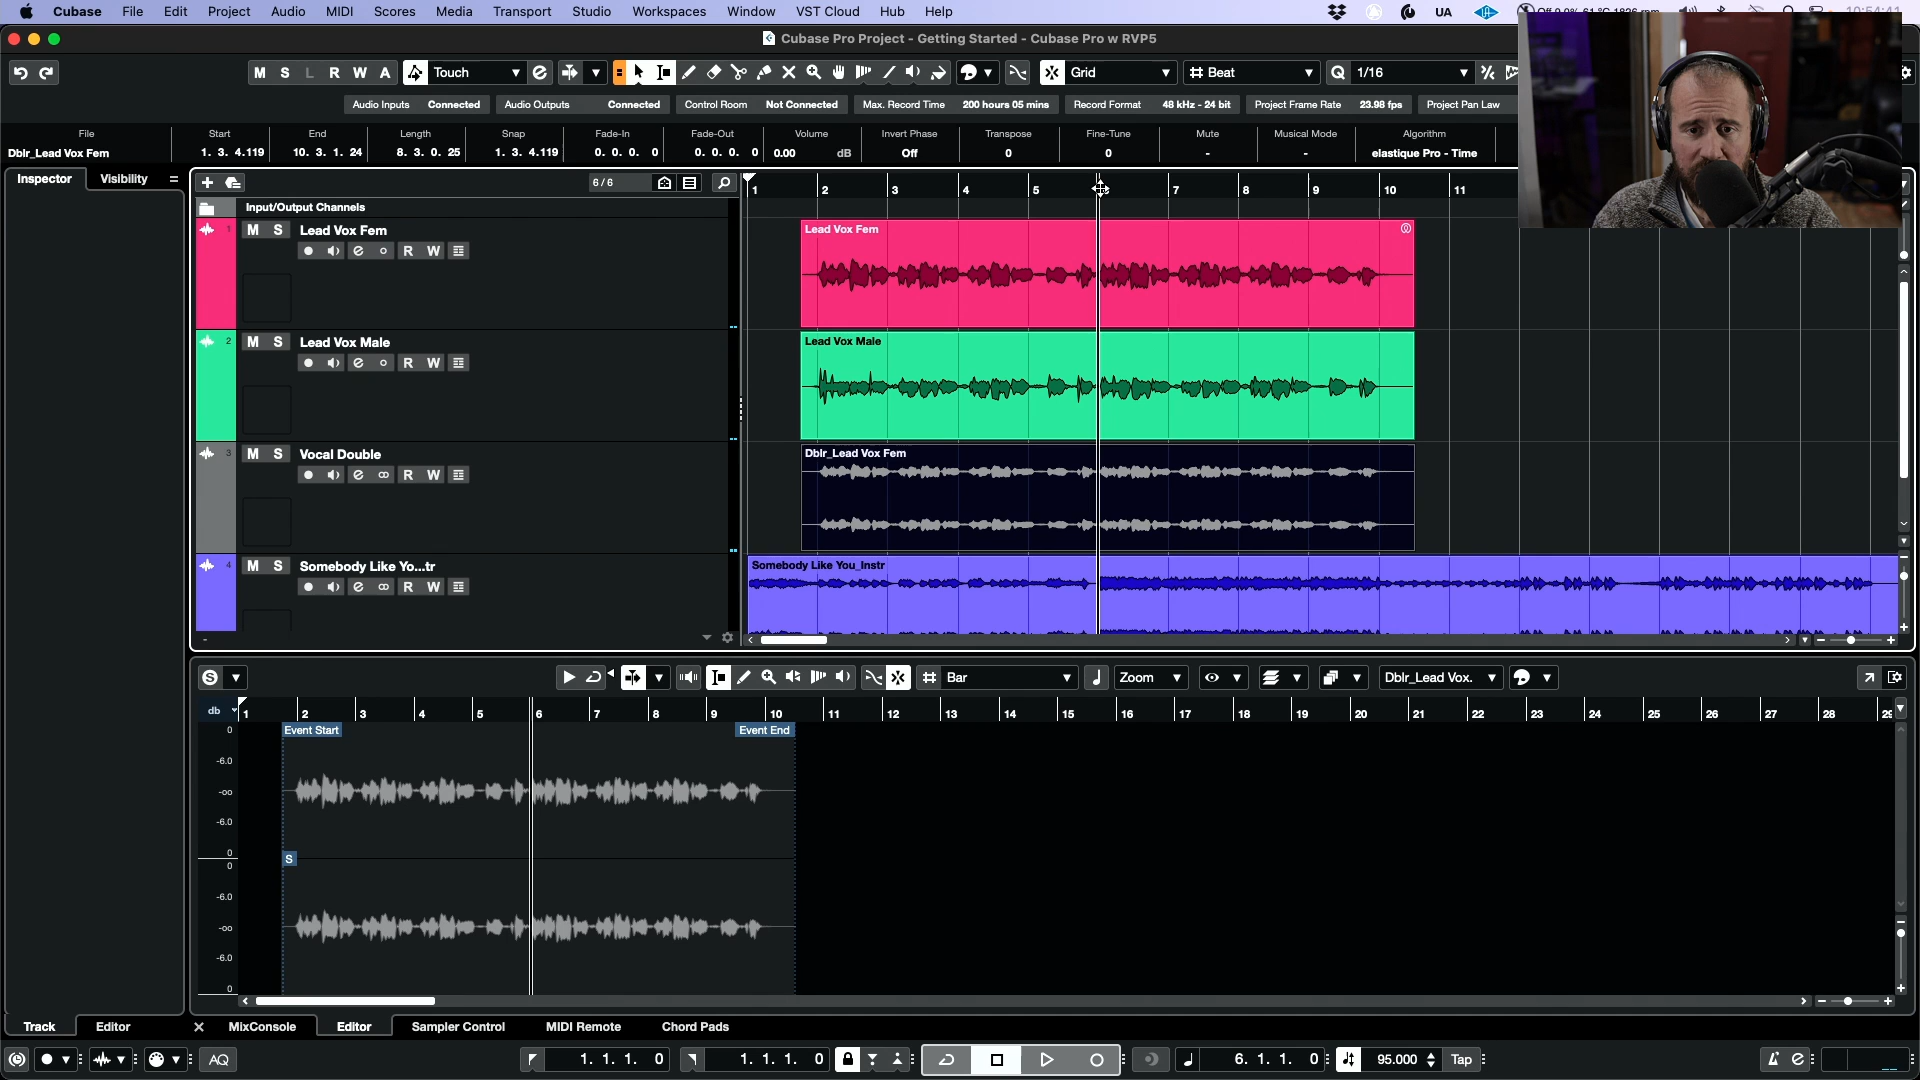 Cubase File Edit Project Audio MIDI Scores Media Transport Studio Workspaces Window VST Cloud Hub Help UA
Cubase Pro Project - Getting Started - Cubase Pro w RVP5
M S L R W A Touch Grid Beat Q 1/16
Audio Inputs Connected Audio Outputs Connected Control Room Not Connected Max. Record Time 200 hours 05 mins Record Format 48 kHz - 24 bit Project Frame Rate 23.98 fps Project Pan Law
File Start End Length Snap Fade-In Fade-Out Volume Invert Phase Transpose Fine-Tune Mute Musical Mode Algorithm
Dblr_Lead Vox Fem 1. 3. 4.119 10. 3. 1. 24 8. 3. 0. 25 1. 3. 4.119 0. 0. 0. 0 0. 0. 0. 0 0.00 dB Off 0 0 - - elastique Pro - Time
Inspector Visibility 6/6 1 2 3 4 5 7 8 9 10 11
Input/Output Channels
1 M S Lead Vox Fem Lead Vox Fem
R W
2 M S Lead Vox Male Lead Vox Male
R W
3 M S Vocal Double Dblr_Lead Vox Fem
R W
4 M S Somebody Like Yo...tr Somebody Like You_Instr
R W
S Bar Zoom Dblr_Lead Vox.
db 1 2 3 4 5 6 7 8 9 10 11 12 13 14 15 16 17 18 19 20 21 22 23 24 25 26 27 28
0 Event Start Event End
-6.0
-oo
-6.0
0
S
0
-6.0
-oo
-6.0
0
Track Editor MixConsole Editor Sampler Control MIDI Remote Chord Pads
AQ 1. 1. 1. 0 1. 1. 1. 0 6. 1. 1. 0 95.000 Tap